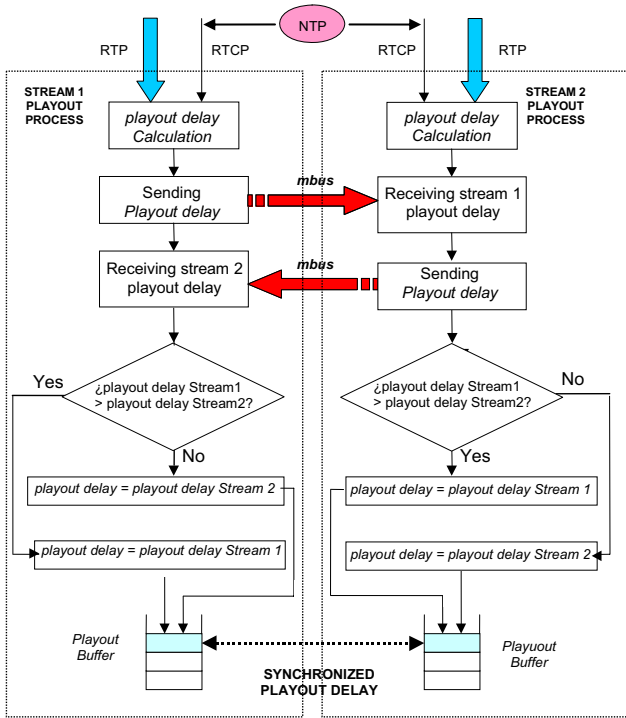 NTP
RTP
RTCP
RTCP
RTP
STREAM 1
PLAYOUT
PROCESS
STREAM 2
PLAYOUT
PROCESS
playout delay
Calculation
playout delay
Calculation
mbus
Sending
Playout delay
Receiving stream 1
playout delay
mbus
Receiving stream 2
playout delay
Sending
Playout delay
Yes
¿playout delay Stream1
> playout delay Stream2?
¿playout delay Stream1
> playout delay Stream2?
No
No
Yes
playout delay = playout delay Stream 2
playout delay = playout delay Stream 1
playout delay = playout delay Stream 1
playout delay = playout delay Stream 2
Playout
Buffer
Playuout
Buffer
SYNCHRONIZED
PLAYOUT DELAY